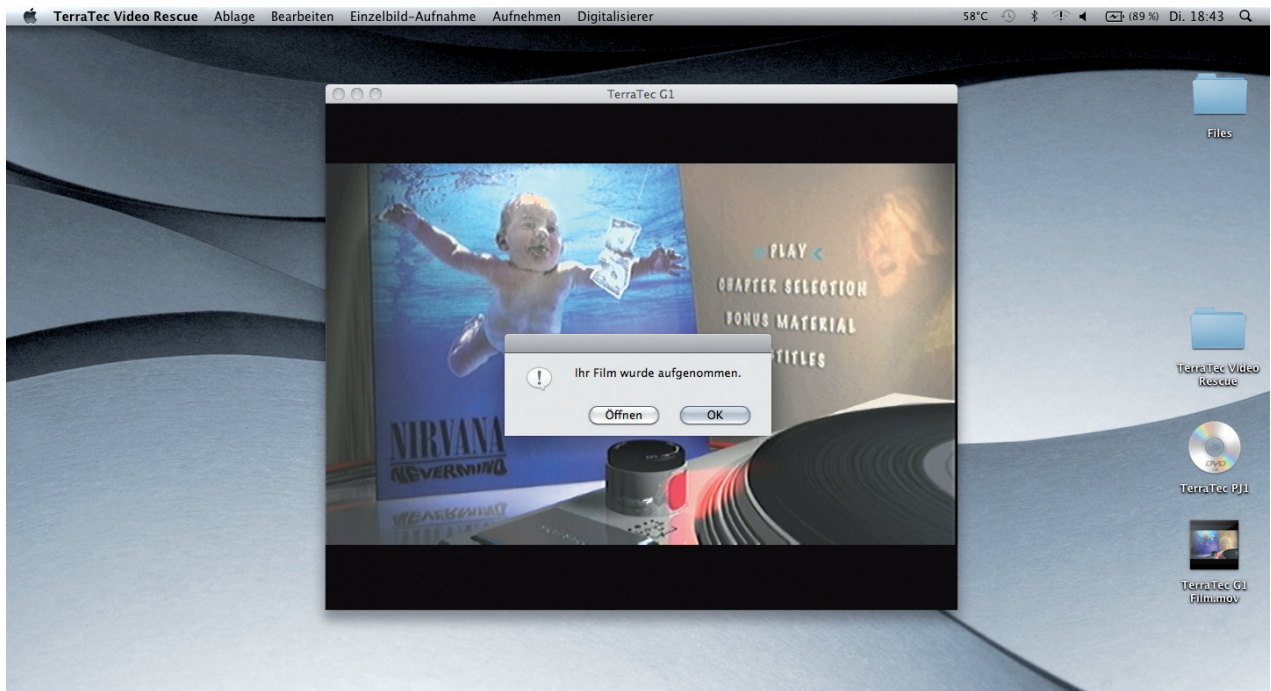 TerraTec Video Rescue Ablage Bearbeiten Einzelbild-Aufnahme Aufnehmen Digitalisierer 58°C (89 %) Di. 18:43
TerraTec G1
Files
PLAY
CHAPTER SELECTION
BONUS MATERIAL
TITLES
Ihr Film wurde aufgenommen.
Öffnen OK
NIRVANA
NEVERMIND
NEVERMIND
TerraTec Video
Rescue
DVD
TerraTec PJ1
TerraTec G1
Film.mov